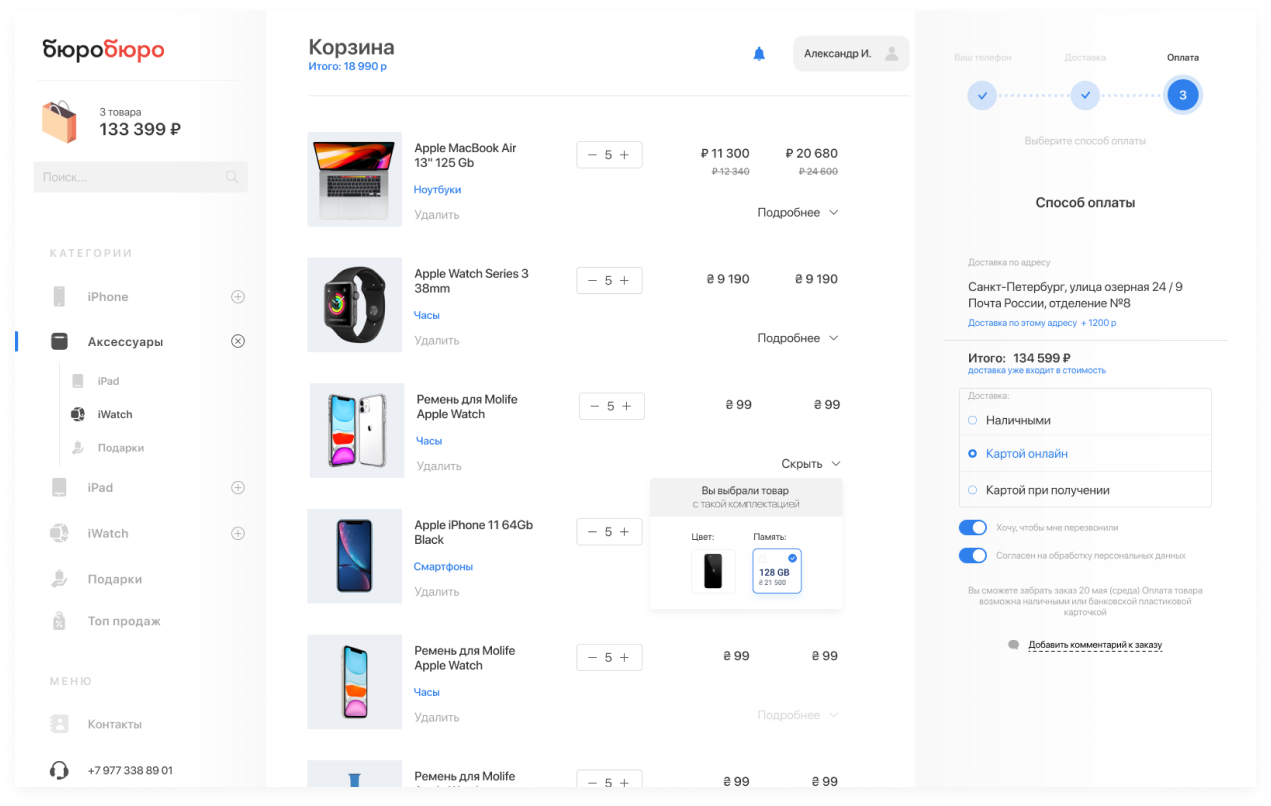 бюробюро
3 товара
133 399 ₽
Поиск...
КАТЕГОРИИ
iPhone
Аксессуары
iPad
iWatch
Подарки
iPad
iWatch
Подарки
Топ продаж
МЕНЮ
Контакты
+7 977 338 89 01
Корзина
Итого: 18 990 р
Александр И.
Apple MacBook Air
13" 125 Gb
Ноутбуки
Удалить
− 5 +
₽ 11 300
₽ 12 340
₽ 20 680
₽ 24 600
Подробнее
Apple Watch Series 3
38mm
Часы
Удалить
− 5 +
₴ 9 190
₴ 9 190
Подробнее
Ремень для Molife
Apple Watch
Часы
Удалить
− 5 +
₴ 99
₴ 99
Скрыть
Вы выбрали товар
с такой комплектацией
Цвет:
Память:
128 GB
₴ 21 500
Apple iPhone 11 64Gb
Black
Смартфоны
Удалить
− 5 +
Ремень для Molife
Apple Watch
Часы
Удалить
− 5 +
₴ 99
₴ 99
Подробнее
Ремень для Molife
− 5 +
₴ 99
₴ 99
Ваш телефон
Доставка
Оплата
3
Выберите способ оплаты
Способ оплаты
Доставка по адресу
Санкт-Петербург, улица озерная 24 / 9
Почта России, отделение №8
Доставка по этому адресу + 1200 р
Итого: 134 599 ₽
доставка уже входит в стоимость
Доставка:
Наличными
Картой онлайн
Картой при получении
Хочу, чтобы мне перезвонили
Согласен на обработку персональных данных
Вы сможете забрать заказ 20 мая (среда) Оплата товара
возможна наличными или банковской пластиковой
карточкой
Добавить комментарий к заказу